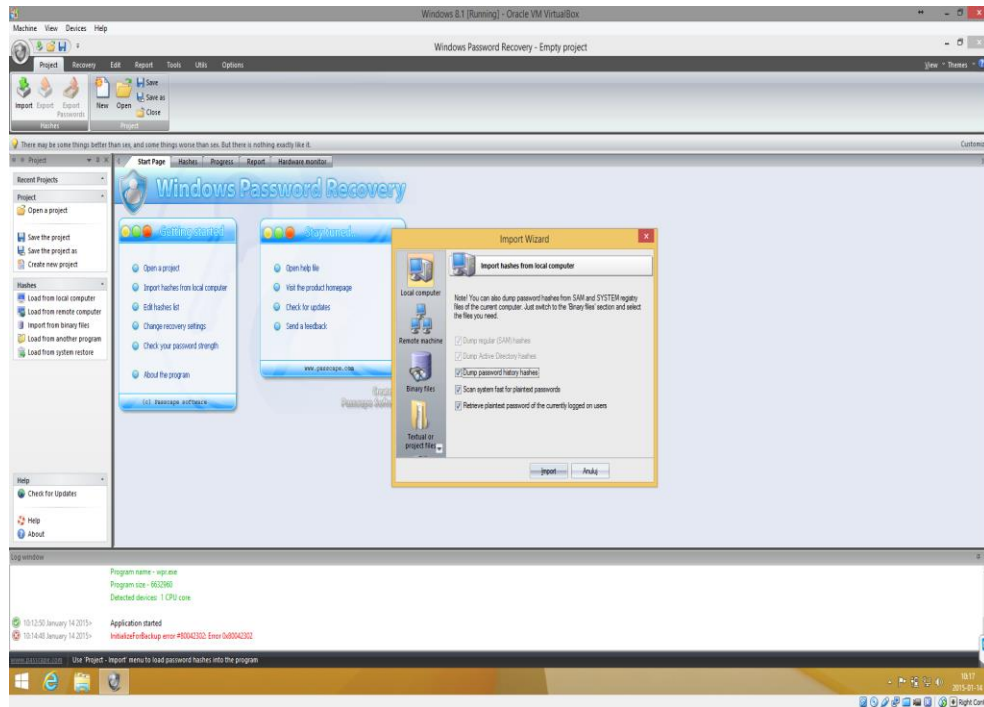 Windows 8.1 [Running] - Oracle VM VirtualBox
Machine View Devices Help
Windows Password Recovery - Empty project
Project Recovery Edit Report Tools Utils Options
View Themes
Import Export Export Passwords
New Open
Save
Save as
Close
Hashes
Project
There may be some things better than sex, and some things worse than sex. But there is nothing exactly like it.
Project
Start Page Hashes Progress Report Hardware monitor
Recent Projects
Project
Open a project
Save the project
Save the project as
Create new project
Hashes
Load from local computer
Load from remote computer
Import from binary files
Load from another program
Load from system restore
Help
Check for Updates
Help
About
Windows Password Recovery
Getting started
Open a project
Import hashes from local computer
Edit hashes list
Change recovery settings
Check your password strength
About the program
(c) Passcape software
Stay tuned...
Open help file
Visit the product homepage
Check for updates
Send a feedback
www.passcape.com
Import Wizard
Local computer
Remote machine
Binary files
Textual or project files
Import hashes from local computer
Note! You can also dump password hashes from SAM and SYSTEM registry
files of the current computer. Just switch to the 'Binary files' section and select
the files you need.
Dump regular (SAM) hashes
Dump Active Directory hashes
Dump password history hashes
Scan system fast for plaintext passwords
Retrieve plaintext password of the currently logged on users
Import Anuluj
Log window
Program name - wpr.exe
Program size - 6632960
Detected devices: 1 CPU core
10:12:50 January 14 2015> Application started
10:14:48 January 14 2015> InitializeForBackup error #80042302: Error 0x80042302
www.passcape.com Use 'Project - Import' menu to load password hashes into the program
10:17
2015-01-14